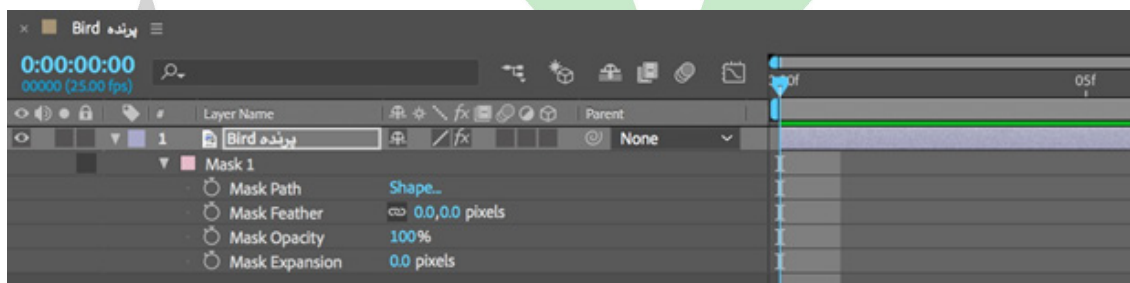 Bird پرنده
0:00:00:00
00000 (25.00 fps)
05f
# Layer Name fx Parent
1 Bird پرنده fx None
Mask 1
Mask Path Shape...
Mask Feather 0.0,0.0 pixels
Mask Opacity 100%
Mask Expansion 0.0 pixels